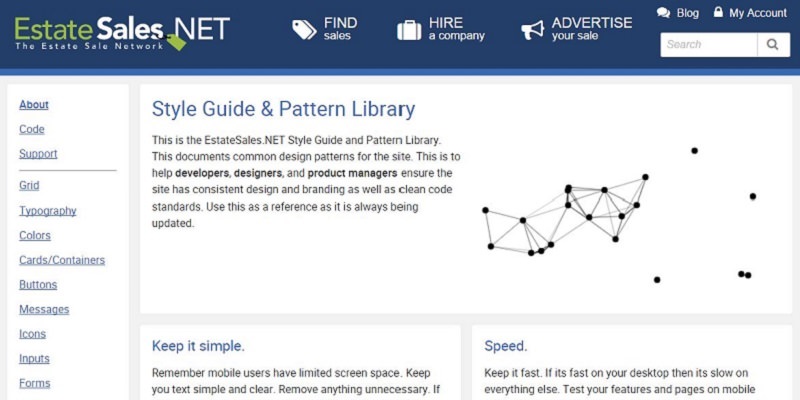 EstateSales.NET
The Estate Sale Network
FIND
sales
HIRE
a company
ADVERTISE
your sale
Blog
My Account
Search
About
Code
Support
Grid
Typography
Colors
Cards/Containers
Buttons
Messages
Icons
Inputs
Forms
Style Guide & Pattern Library
This is the EstateSales.NET Style Guide and Pattern Library.
This documents common design patterns for the site. This is to
help developers, designers, and product managers ensure the
site has consistent design and branding as well as clean code
standards. Use this as a reference as it is always being
updated.
Keep it simple.
Remember mobile users have limited screen space. Keep
you text simple and clear. Remove anything unnecessary. If
Speed.
Keep it fast. If its fast on your desktop then its slow on
everything else. Test your features and pages on mobile